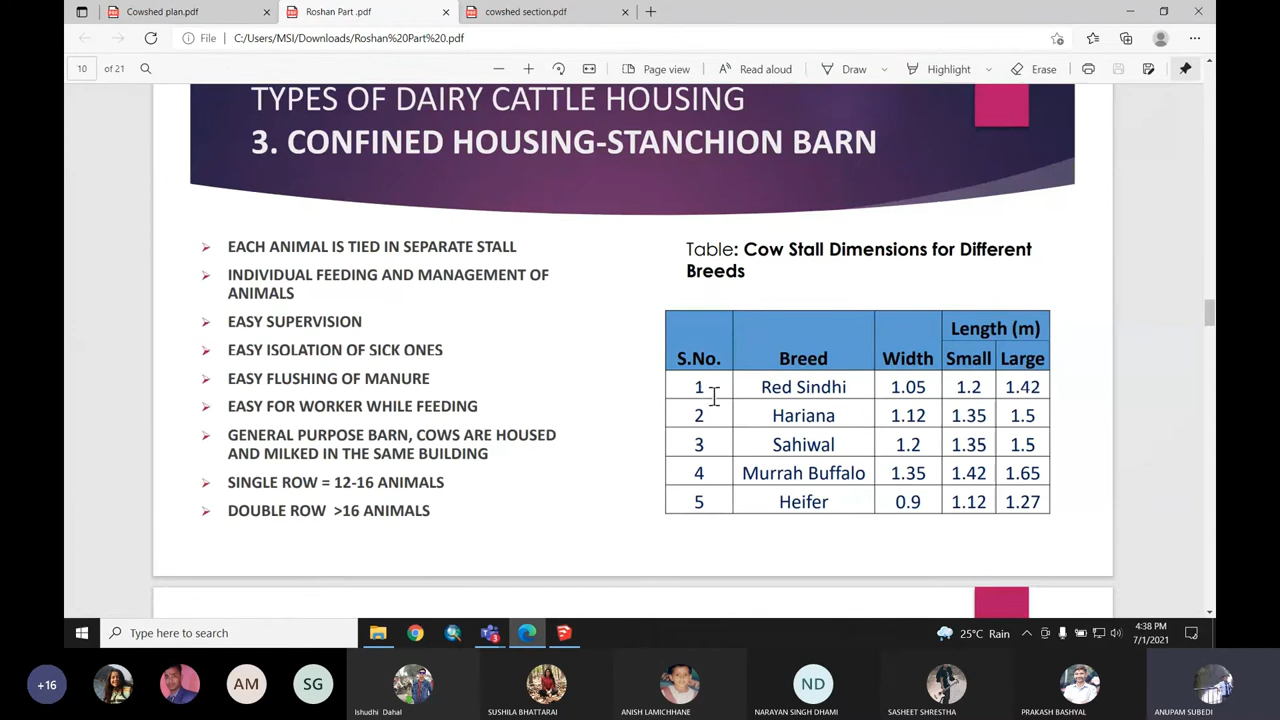 Cowshed plan.pdf
Roshan Part .pdf
cowshed section.pdf
File
C:/Users/MSI/Downloads/Roshan%20Part%20.pdf
10 of 21
Page view
Read aloud
Draw
Highlight
Erase
TYPES OF DAIRY CATTLE HOUSING
3. CONFINED HOUSING-STANCHION BARN
EACH ANIMAL IS TIED IN SEPARATE STALL
INDIVIDUAL FEEDING AND MANAGEMENT OF
ANIMALS
EASY SUPERVISION
EASY ISOLATION OF SICK ONES
EASY FLUSHING OF MANURE
EASY FOR WORKER WHILE FEEDING
GENERAL PURPOSE BARN, COWS ARE HOUSED
AND MILKED IN THE SAME BUILDING
SINGLE ROW = 12-16 ANIMALS
DOUBLE ROW >16 ANIMALS
Table: Cow Stall Dimensions for Different
Breeds
Length (m)
S.No. Breed Width Small Large
1 Red Sindhi 1.05 1.2 1.42
2 Hariana 1.12 1.35 1.5
3 Sahiwal 1.2 1.35 1.5
4 Murrah Buffalo 1.35 1.42 1.65
5 Heifer 0.9 1.12 1.27
Type here to search
25°C Rain
4:38 PM
7/1/2021
+16
AM
SG
ND
Ishudhi Dahal
SUSHILA BHATTARAI
ANISH LAMICHHANE
NARAYAN SINGH DHAMI
SASHEET SHRESTHA
PRAKASH BASHYAL
ANUPAM SUBEDI